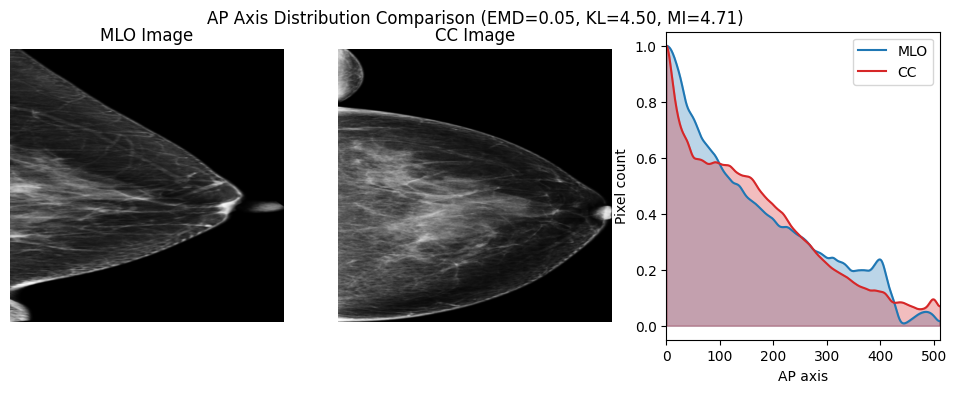 AP Axis Distribution Comparison (EMD=0.05, KL=4.50, MI=4.71)
MLO Image
CC Image
MLO
CC
Pixel count
1.0
0.8
0.6
0.4
0.2
0.0
0 100 200 300 400 500
AP axis